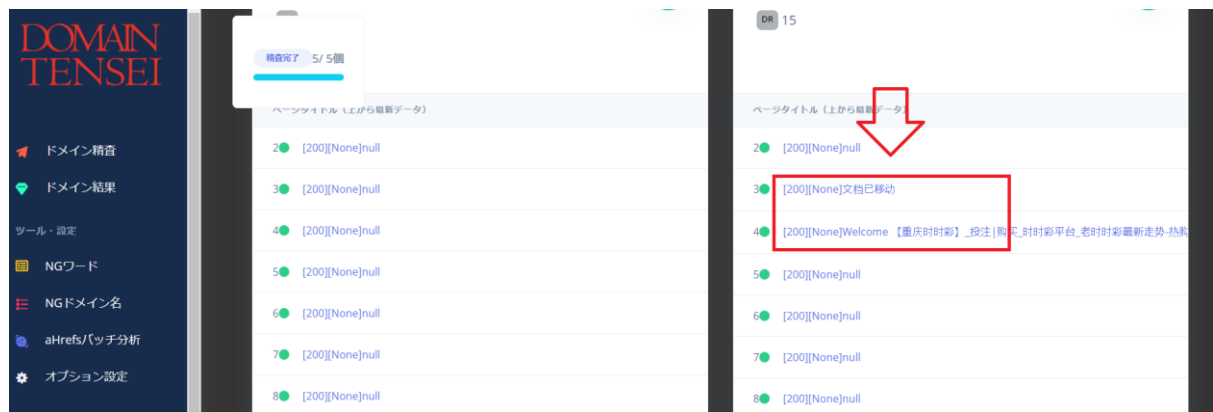 DOMAIN
TENSEI
ドメイン精査
ドメイン結果
ツール・設定
NGワード
NGドメイン名
aHrefsバッチ分析
オプション設定
精査完了 5/ 5個
ページタイトル（上から最新データ）
2 [200][None]null
3 [200][None]null
4 [200][None]null
5 [200][None]null
6 [200][None]null
7 [200][None]null
8 [200][None]null
DR 15
ページタイトル（上から最新データ）
2 [200][None]null
3 [200][None]文档已移动
4 [200][None]Welcome 【重庆时时彩】_投注|购买_时时彩平台_老时时彩最新走势-热购
5 [200][None]null
6 [200][None]null
7 [200][None]null
8 [200][None]null